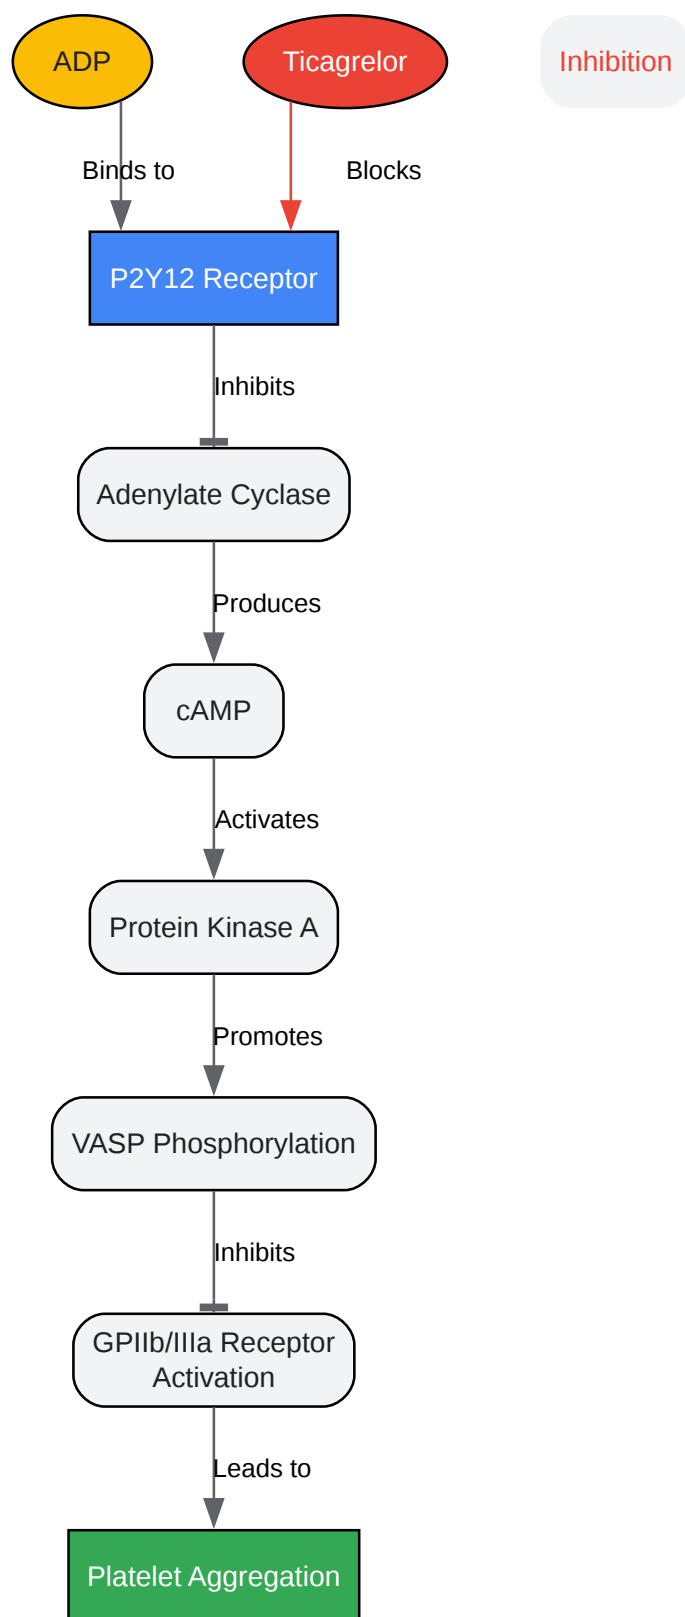 ADP
Ticagrelor
Inhibition
Binds to
Blocks
P2Y12 Receptor
Inhibits
Adenylate Cyclase
Produces
cAMP
Activates
Protein Kinase A
Promotes
VASP Phosphorylation
Inhibits
GPIIb/IIIa Receptor
Activation
Leads to
Platelet Aggregation